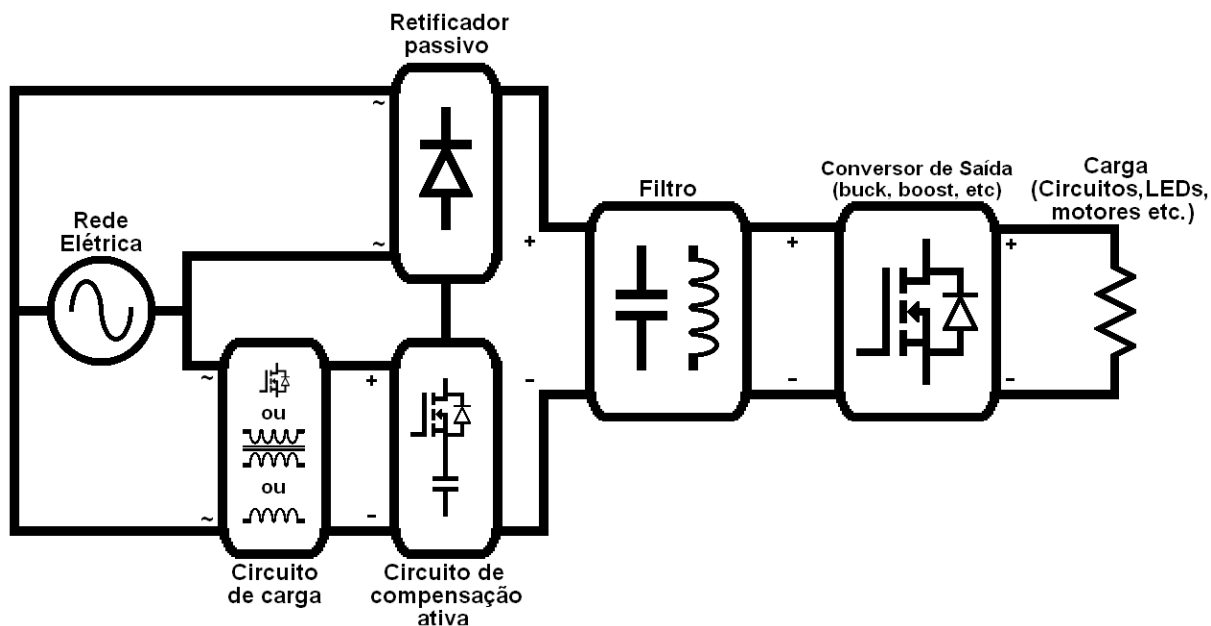 Retificador
passivo
~
~
Rede
Elétrica
+
-
Filtro
+
-
Conversor de Saída
(buck, boost, etc)
+
-
Carga
(Circuitos,LEDs,
motores etc.)
~
~
ou
ou
+
-
Circuito
de carga
Circuito de
compensação
ativa